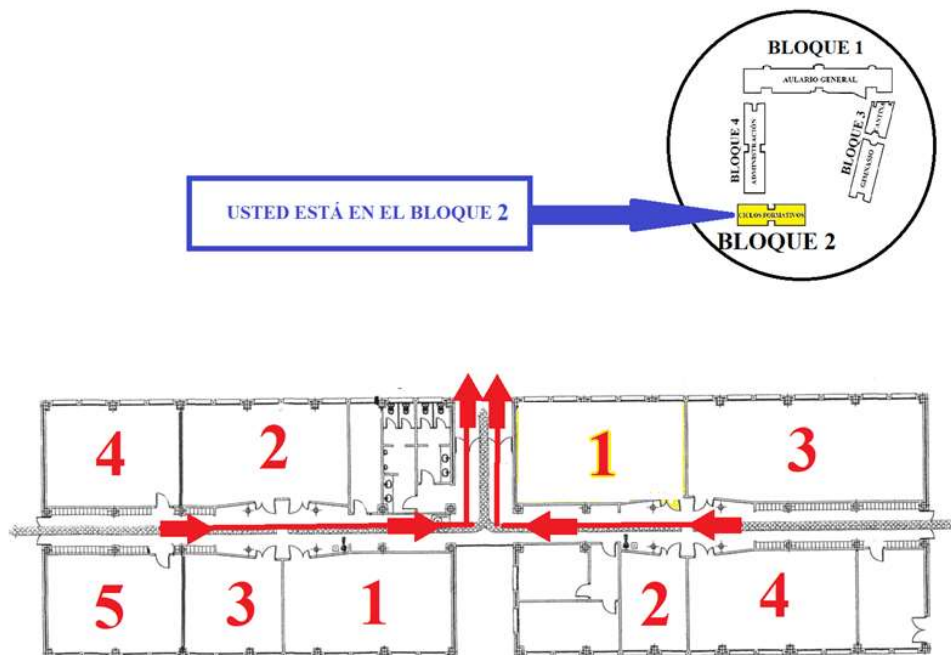 BLOQUE 1
AULARIO GENERAL
BLOQUE 4
ADMINISTRACIÓN
BLOQUE 3
CANTINA
GIMNASIO
USTED ESTÁ EN EL BLOQUE 2
CICLOS FORMATIVOS
BLOQUE 2
4
2
1
3
5
3
1
2
4